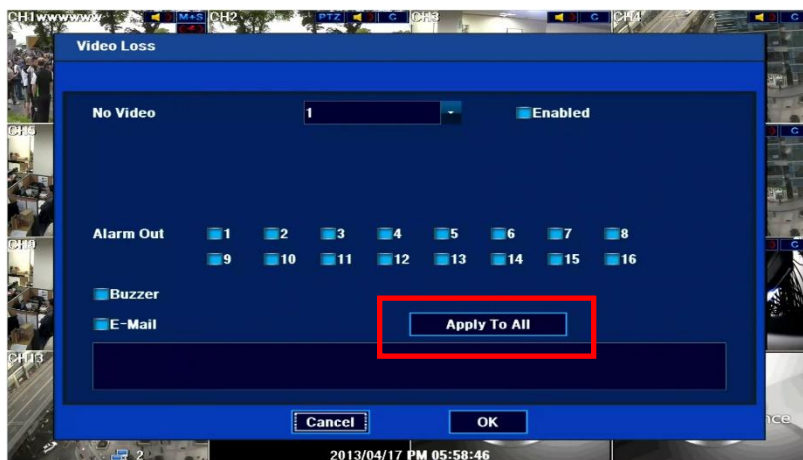 CH1wwwwww M+S CH2 PTZ C CH3 C CH4 C
Video Loss
No Video 1 Enabled
CH5 C
Alarm Out 1 2 3 4 5 6 7 8
CH9 C
9 10 11 12 13 14 15 16
Buzzer
E-Mail Apply To All
CH13
Cancel OK
nce
2 2013/04/17 PM 05:58:46